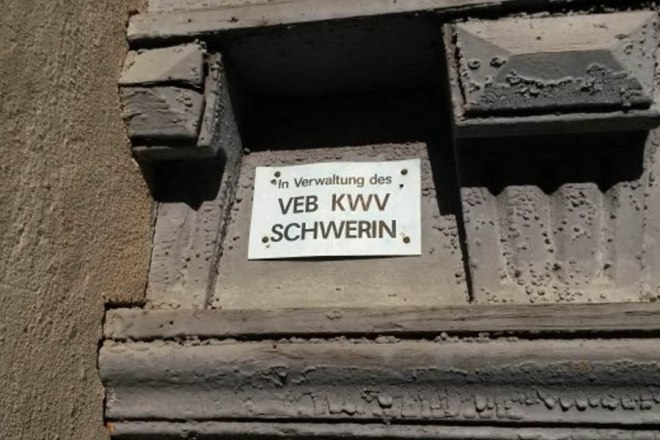 In Verwaltung des
VEB KWV
SCHWERIN